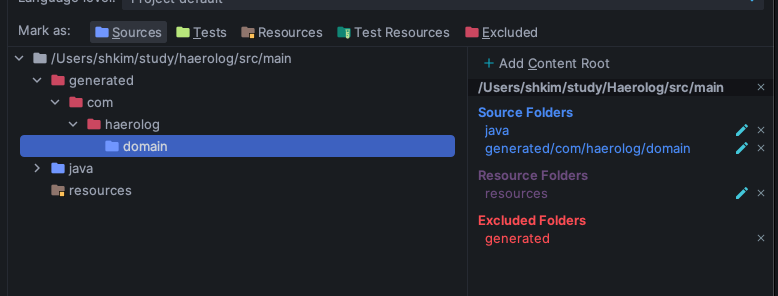 Language level: Project default
Mark as: Sources Tests Resources Test Resources Excluded
/Users/shkim/study/haerolog/src/main
generated
com
haerolog
domain
java
resources
+ Add Content Root
/Users/shkim/study/Haerolog/src/main
Source Folders
java
generated/com/haerolog/domain
Resource Folders
resources
Excluded Folders
generated